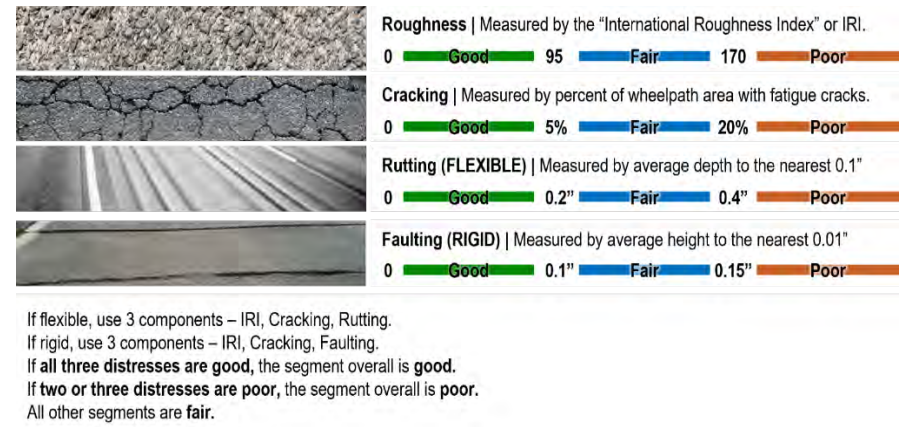 Roughness | Measured by the “International Roughness Index” or IRI.
0 Good 95 Fair 170 Poor
Cracking | Measured by percent of wheelpath area with fatigue cracks.
0 Good 5% Fair 20% Poor
Rutting (FLEXIBLE) | Measured by average depth to the nearest 0.1”
0 Good 0.2” Fair 0.4” Poor
Faulting (RIGID) | Measured by average height to the nearest 0.01”
0 Good 0.1” Fair 0.15” Poor
If flexible, use 3 components – IRI, Cracking, Rutting.
If rigid, use 3 components – IRI, Cracking, Faulting.
If all three distresses are good, the segment overall is good.
If two or three distresses are poor, the segment overall is poor.
All other segments are fair.